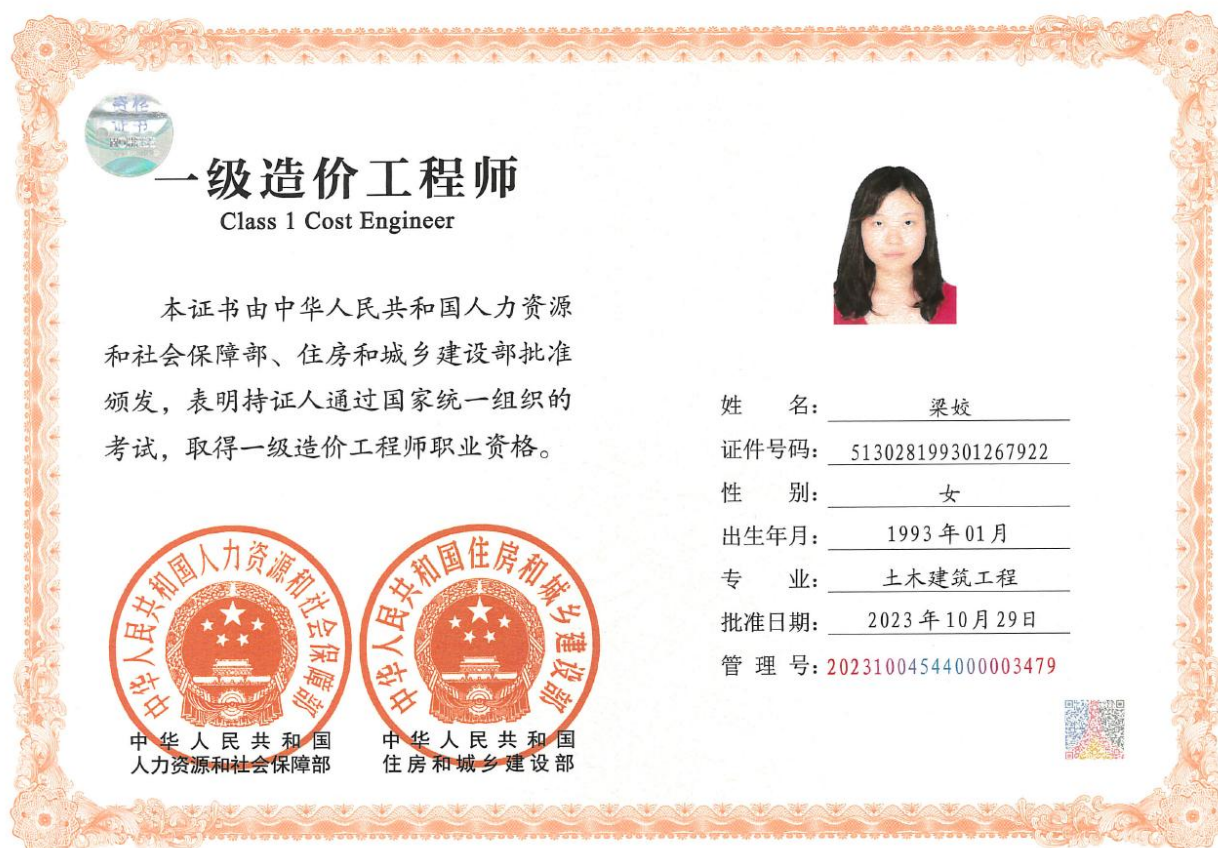 资格
证书
一级造价工程师
Class 1 Cost Engineer
本证书由中华人民共和国人力资源
和社会保障部、住房和城乡建设部批准
颁发，表明持证人通过国家统一组织的
考试，取得一级造价工程师职业资格。
中华人民共和国人力资源和社会保障部
中华人民共和国住房和城乡建设部
中华人民共和国
人力资源和社会保障部
中华人民共和国
住房和城乡建设部
姓 名： 梁姣
证件号码： 513028199301267922
性 别： 女
出生年月： 1993年01月
专 业： 土木建筑工程
批准日期： 2023年10月29日
管 理 号：20231004544000003479